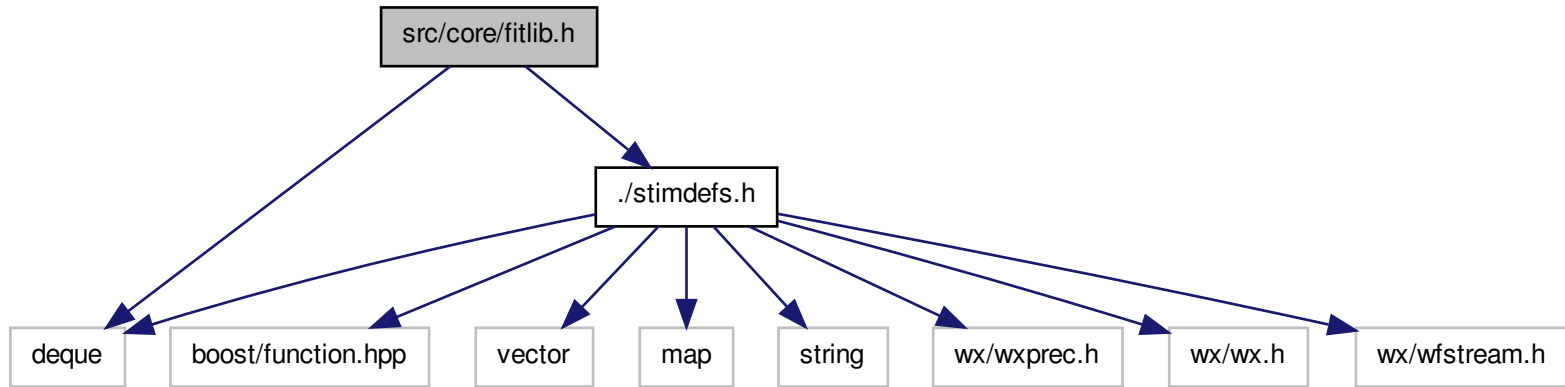 src/core/fitlib.h
./stimdefs.h
deque
boost/function.hpp
vector
map
string
wx/wxprec.h
wx/wx.h
wx/wfstream.h